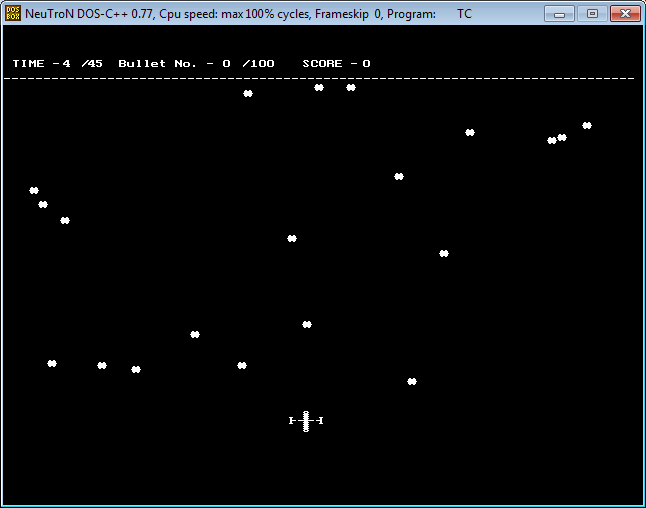 DOS BOX NeuTroN DOS-C++ 0.77, Cpu speed: max 100% cycles, Frameskip 0, Program: TC
TIME -4 /45 Bullet No. - 0 /100 SCORE - 0